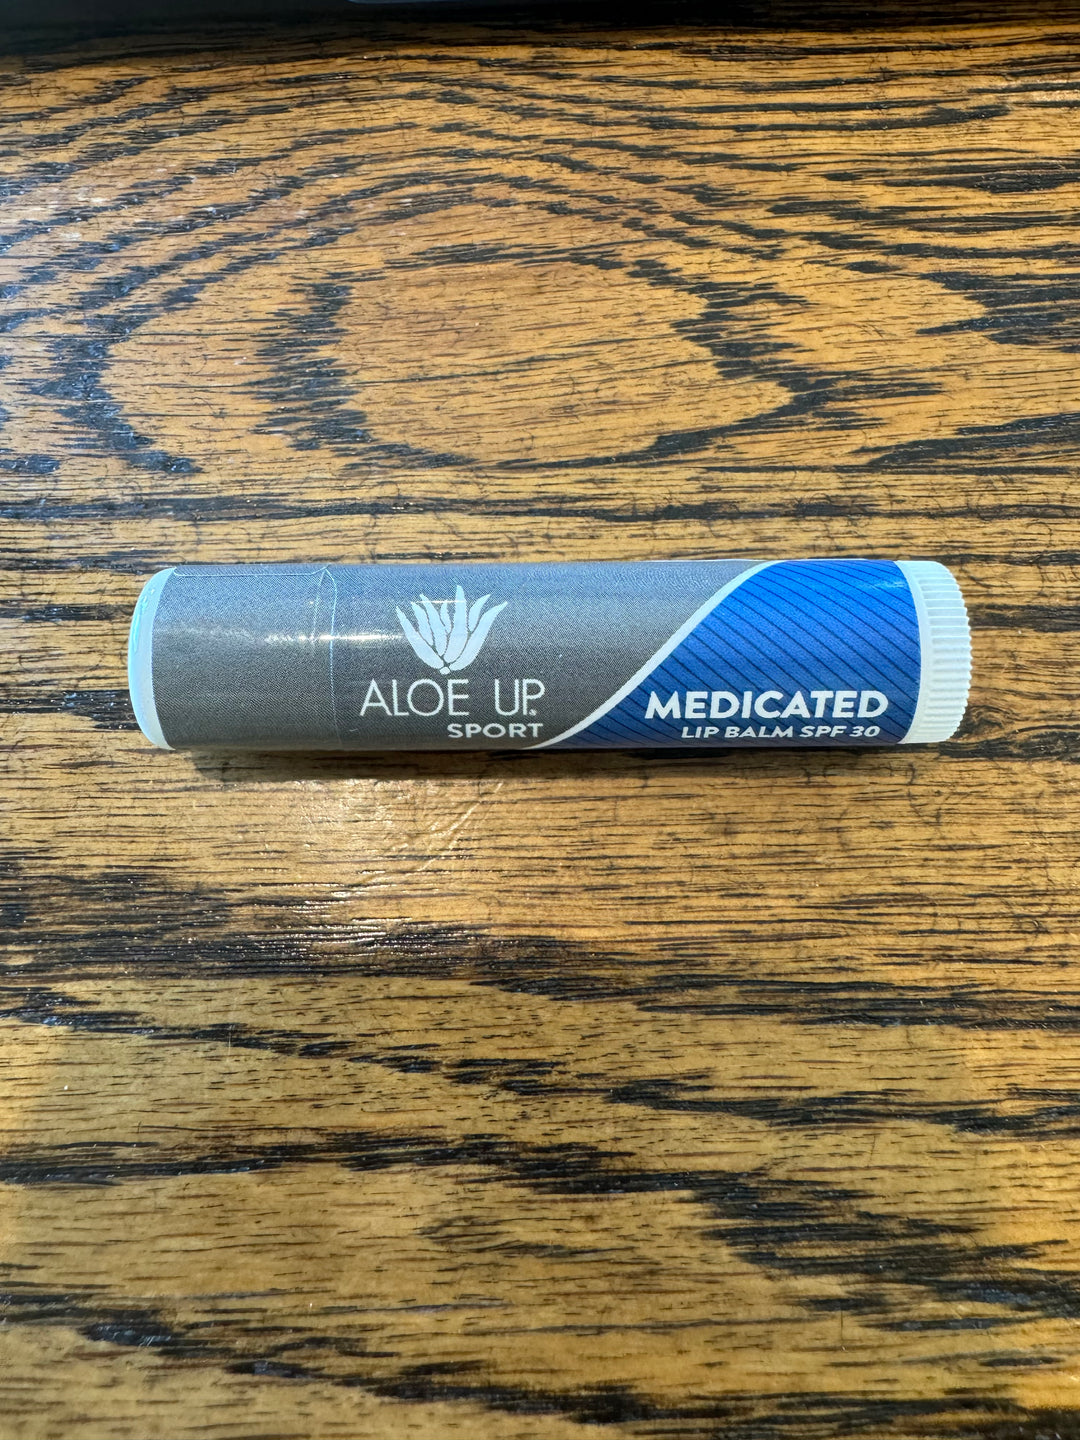 ALOE UP
SPORT
MEDICATED
LIP BALM SPF 30